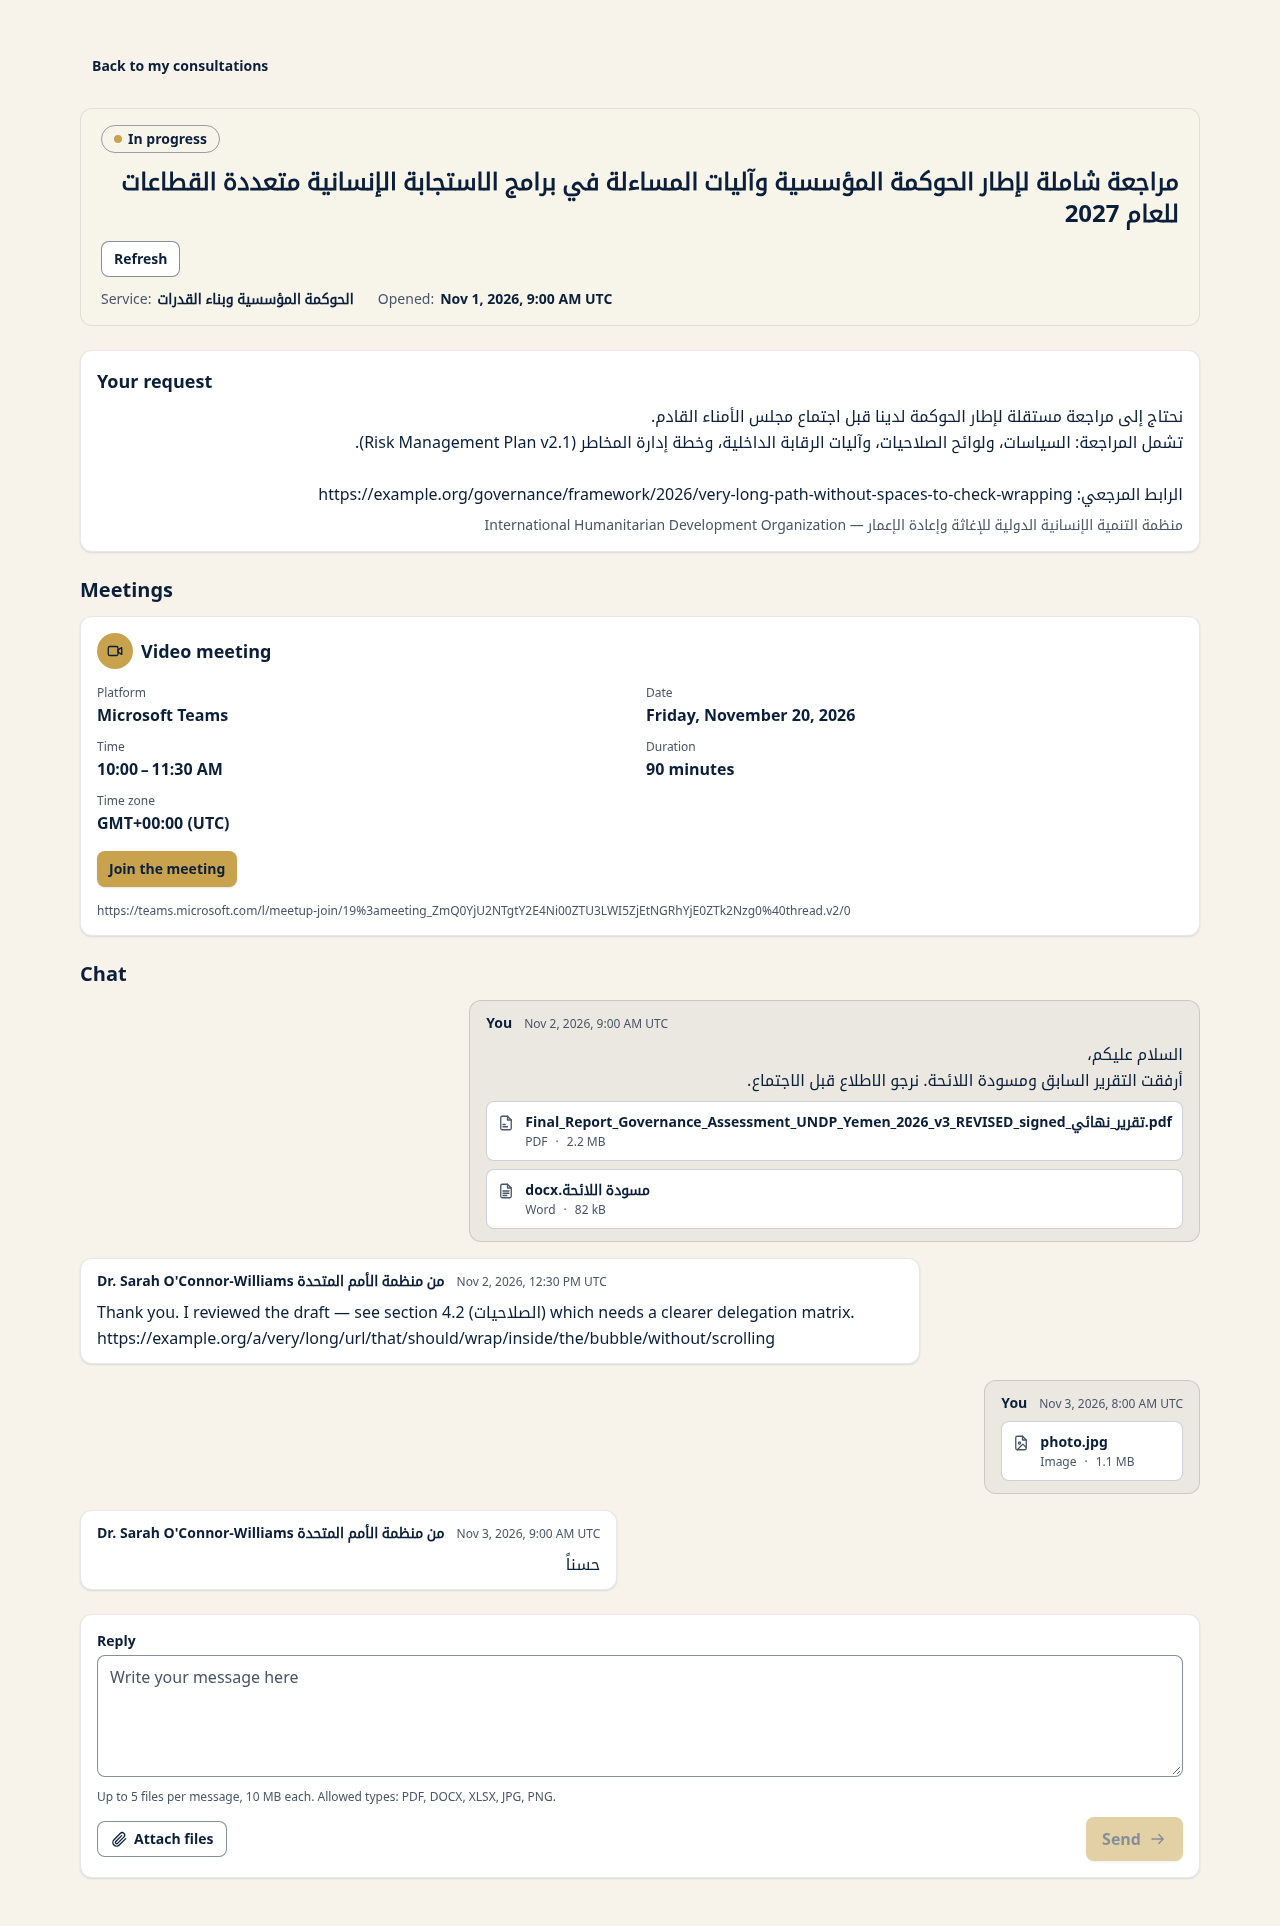 Back to my consultations
In progress
مراجعة شاملة لإطار الحوكمة المؤسسية وآليات المساءلة في برامج الاستجابة الإنسانية متعددة القطاعات
للعام 2027
Refresh
Service: الحوكمة المؤسسية وبناء القدرات Opened: Nov 1, 2026, 9:00 AM UTC
Your request
نحتاج إلى مراجعة مستقلة لإطار الحوكمة لدينا قبل اجتماع مجلس الأمناء القادم.
تشمل المراجعة: السياسات، ولوائح الصلاحيات، وآليات الرقابة الداخلية، وخطة إدارة المخاطر (Risk Management Plan v2.1).
الرابط المرجعي: https://example.org/governance/framework/2026/very-long-path-without-spaces-to-check-wrapping
منظمة التنمية الإنسانية الدولية للإغاثة وإعادة الإعمار — International Humanitarian Development Organization
Meetings
Video meeting
Platform
Microsoft Teams
Date
Friday, November 20, 2026
Time
10:00 – 11:30 AM
Duration
90 minutes
Time zone
GMT+00:00 (UTC)
Join the meeting
https://teams.microsoft.com/l/meetup-join/19%3ameeting_ZmQ0YjU2NTgtY2E4Ni00ZTU3LWI5ZjEtNGRhYjE0ZTk2Nzg0%40thread.v2/0
Chat
You Nov 2, 2026, 9:00 AM UTC
السلام عليكم،
أرفقت التقرير السابق ومسودة اللائحة. نرجو الاطلاع قبل الاجتماع.
Final_Report_Governance_Assessment_UNDP_Yemen_2026_v3_REVISED_signed_تقرير_نهائي.pdf
PDF · 2.2 MB
مسودة اللائحة.docx
Word · 82 kB
Dr. Sarah O'Connor-Williams من منظمة الأمم المتحدة Nov 2, 2026, 12:30 PM UTC
Thank you. I reviewed the draft — see section 4.2 (الصلاحيات) which needs a clearer delegation matrix.
https://example.org/a/very/long/url/that/should/wrap/inside/the/bubble/without/scrolling
You Nov 3, 2026, 8:00 AM UTC
photo.jpg
Image · 1.1 MB
Dr. Sarah O'Connor-Williams من منظمة الأمم المتحدة Nov 3, 2026, 9:00 AM UTC
حسناً
Reply
Write your message here
Up to 5 files per message, 10 MB each. Allowed types: PDF, DOCX, XLSX, JPG, PNG.
Attach files
Send